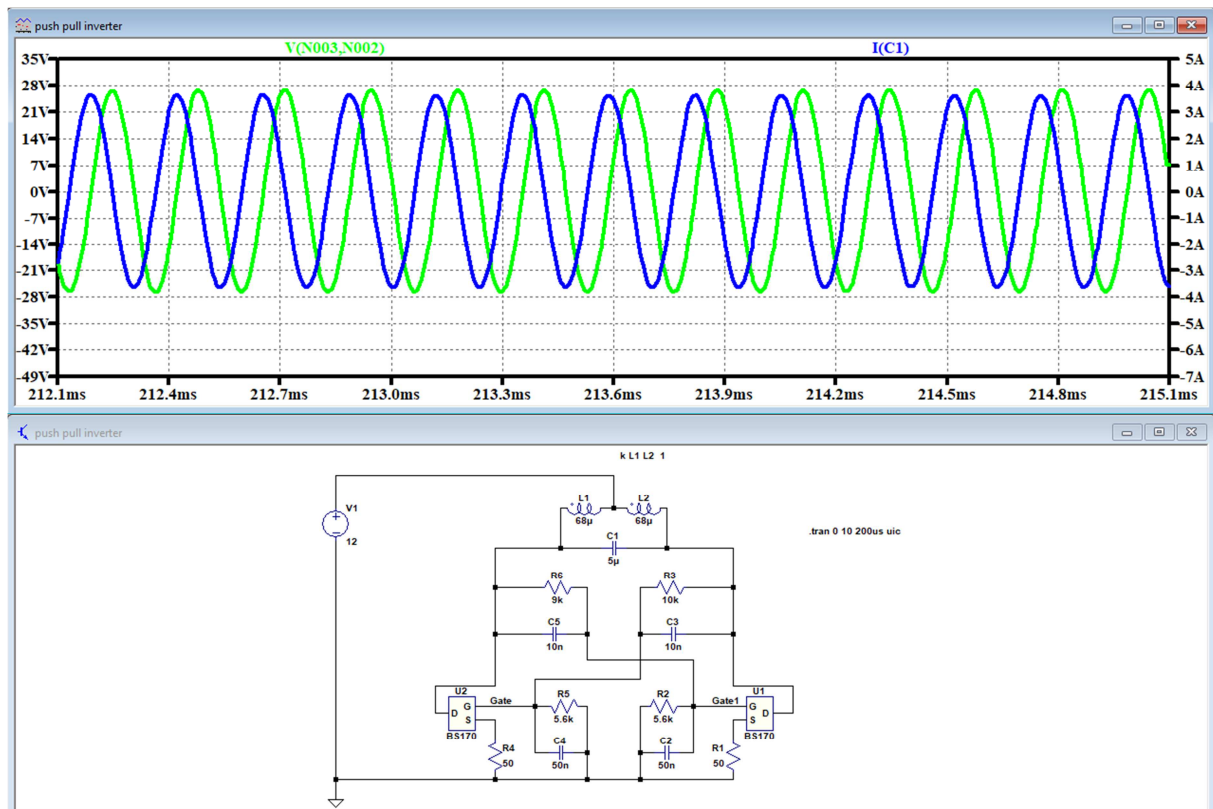 push pull inverter
V(N003,N002) I(C1)
35V 5A
28V 4A
21V 3A
14V 2A
7V 1A
0V 0A
-7V -1A
-14V -2A
-21V -3A
-28V -4A
-35V -5A
-42V -6A
-49V -7A
212.1ms 212.4ms 212.7ms 213.0ms 213.3ms 213.6ms 213.9ms 214.2ms 214.5ms 214.8ms 215.1ms
push pull inverter
k L1 L2 1
L1 L2
V1
68µ 68µ
.tran 0 10 200us uic
12
C1
5µ
R6 R3
9k 10k
C5 C3
10n 10n
U2 U1
Gate R5 R2 Gate1
G G
D D
S S
5.6k 5.6k
BS170 BS170
C4 C2
R4 R1
50n 50n
50 50